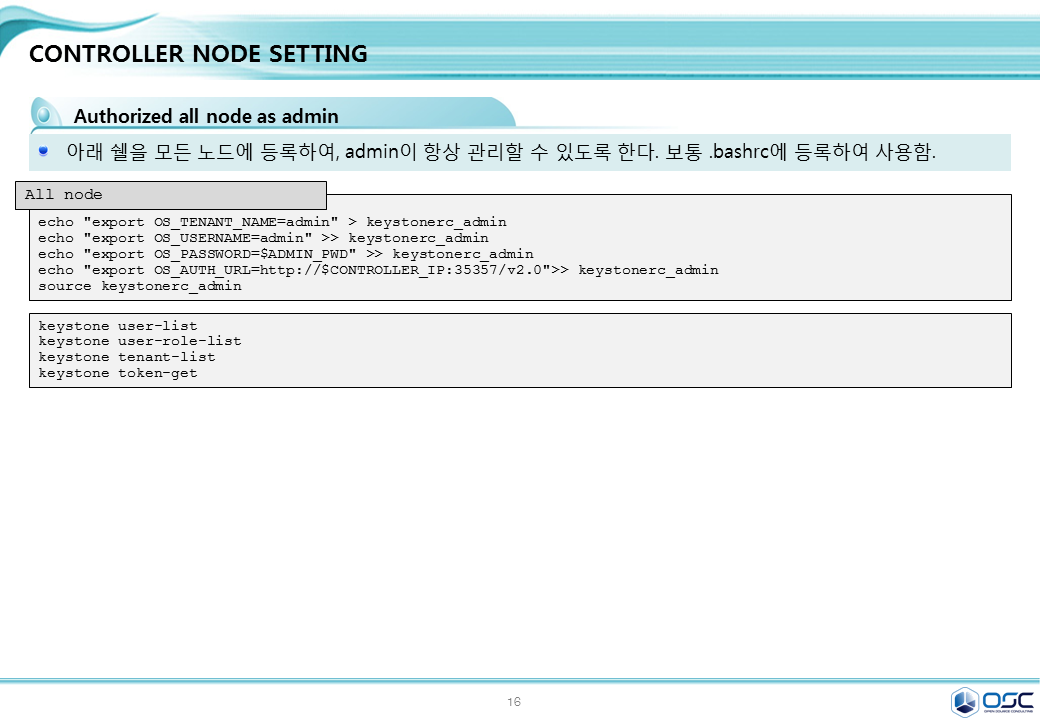 CONTROLLER NODE SETTING
Authorized all node as admin
아래 쉘을 모든 노드에 등록하여, admin이 항상 관리할 수 있도록 한다. 보통 .bashrc에 등록하여 사용함.
All node
echo "export OS_TENANT_NAME=admin" > keystonerc_admin
echo "export OS_USERNAME=admin" >> keystonerc_admin
echo "export OS_PASSWORD=$ADMIN_PWD" >> keystonerc_admin
echo "export OS_AUTH_URL=http://$CONTROLLER_IP:35357/v2.0">> keystonerc_admin
source keystonerc_admin
keystone user-list
keystone user-role-list
keystone tenant-list
keystone token-get
16
OSC
OPEN SOURCE CONSULTING